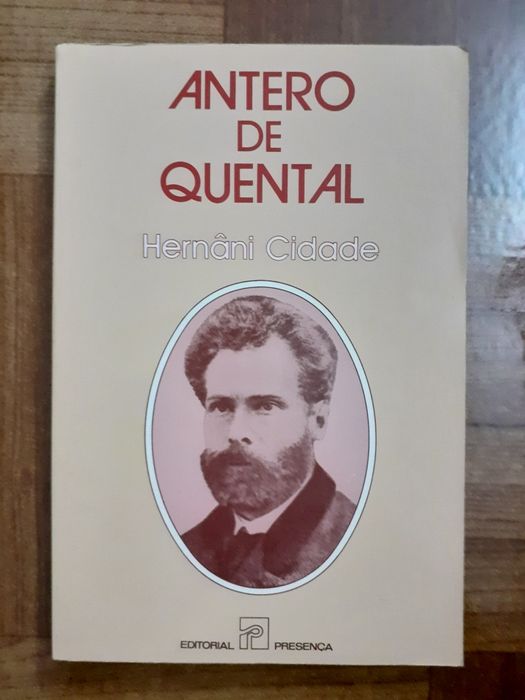 ANTERO
DE
QUENTAL
Hernâni Cidade
EDITORIAL PRESENÇA